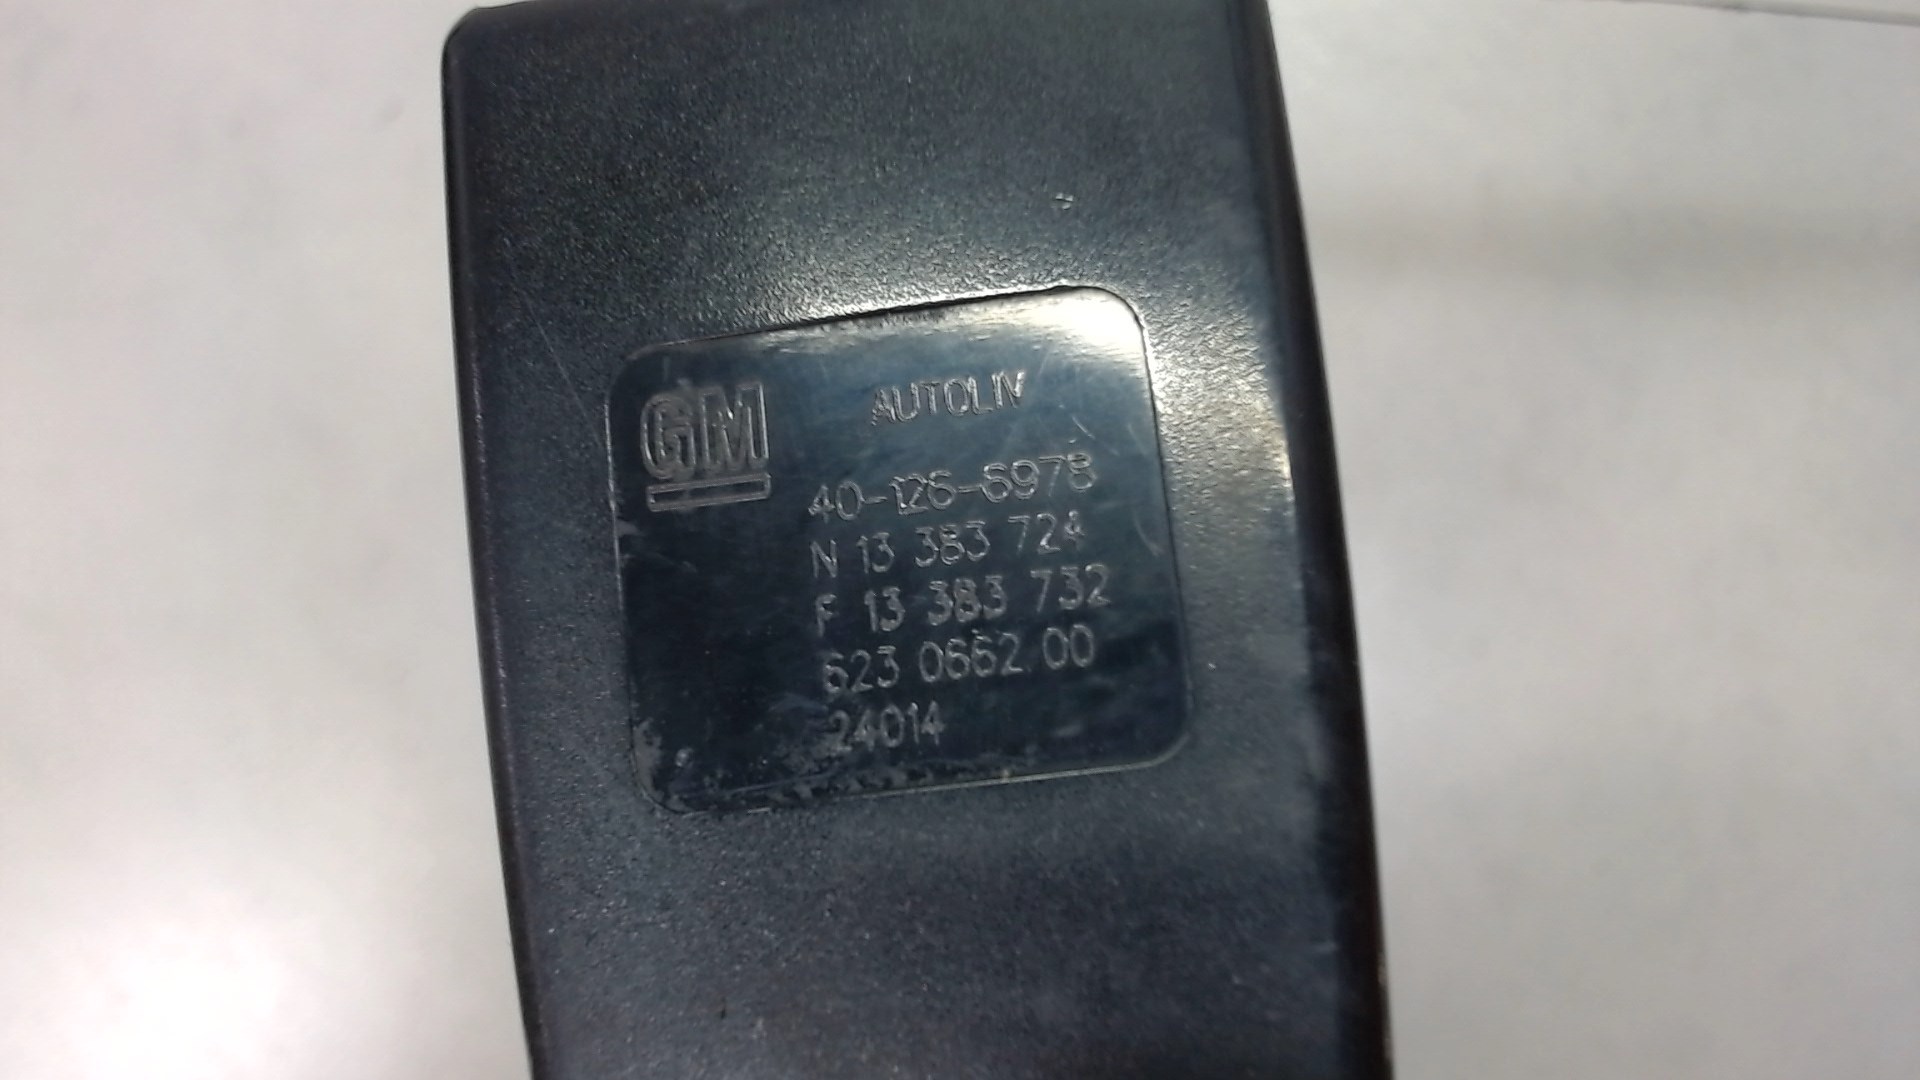 GM
AUTOLIV
40-126-6978
N 13 383 724
F 13 383 732
623 0662 00
24014